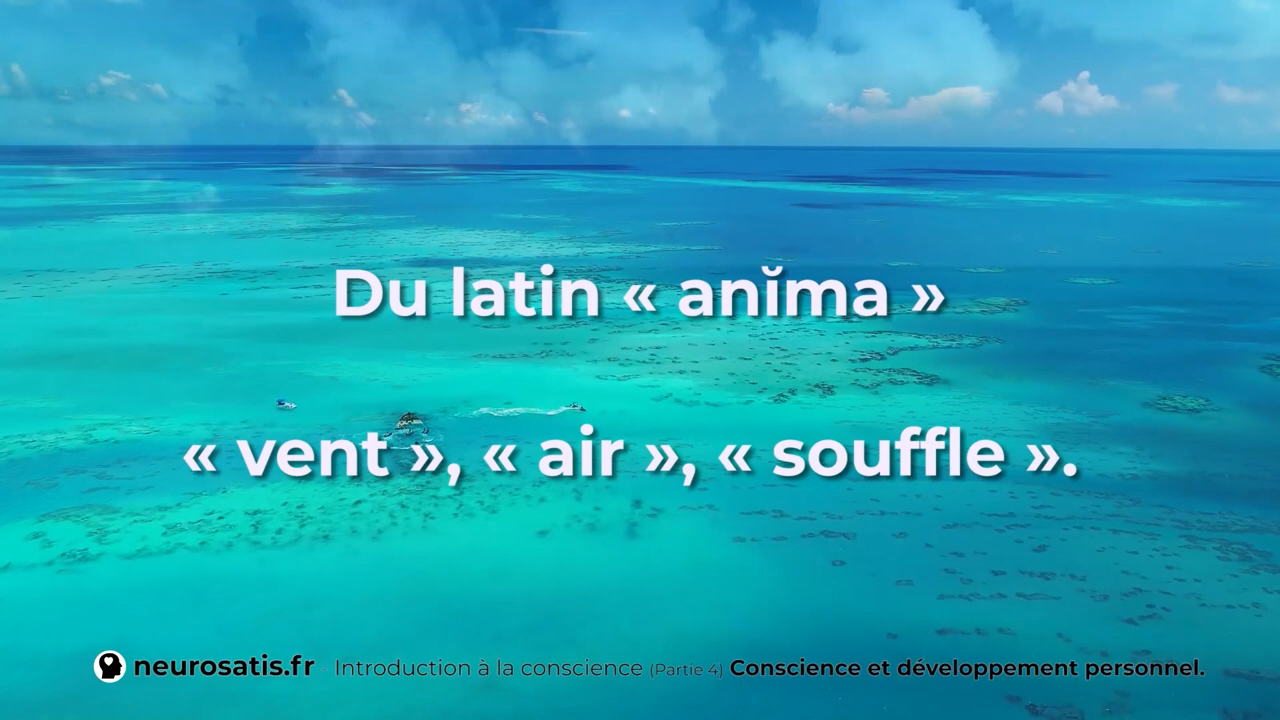 Du latin « anĭma »
« vent », « air », « souffle ».
neurosatis.fr - Introduction à la conscience (Partie 4) Conscience et développement personnel.